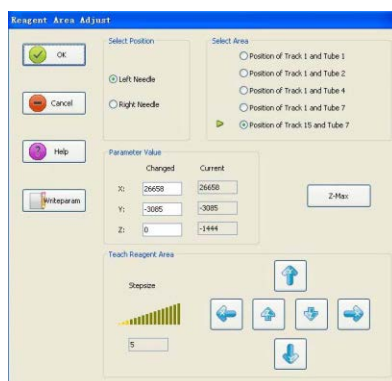 Reagent Area Adjust
OK
Cancel
Help
Writeparam
Select Position
Left Needle
Right Needle
Select Area
Position of Track 1 and Tube 1
Position of Track 1 and Tube 2
Position of Track 1 and Tube 4
Position of Track 1 and Tube 7
Position of Track 15 and Tube 7
Parameter Value
Changed Current
X: 26658 26658
Y: -3085 -3085
Z: 0 -1444
Z-Max
Teach Reagent Area
Stepsize
5